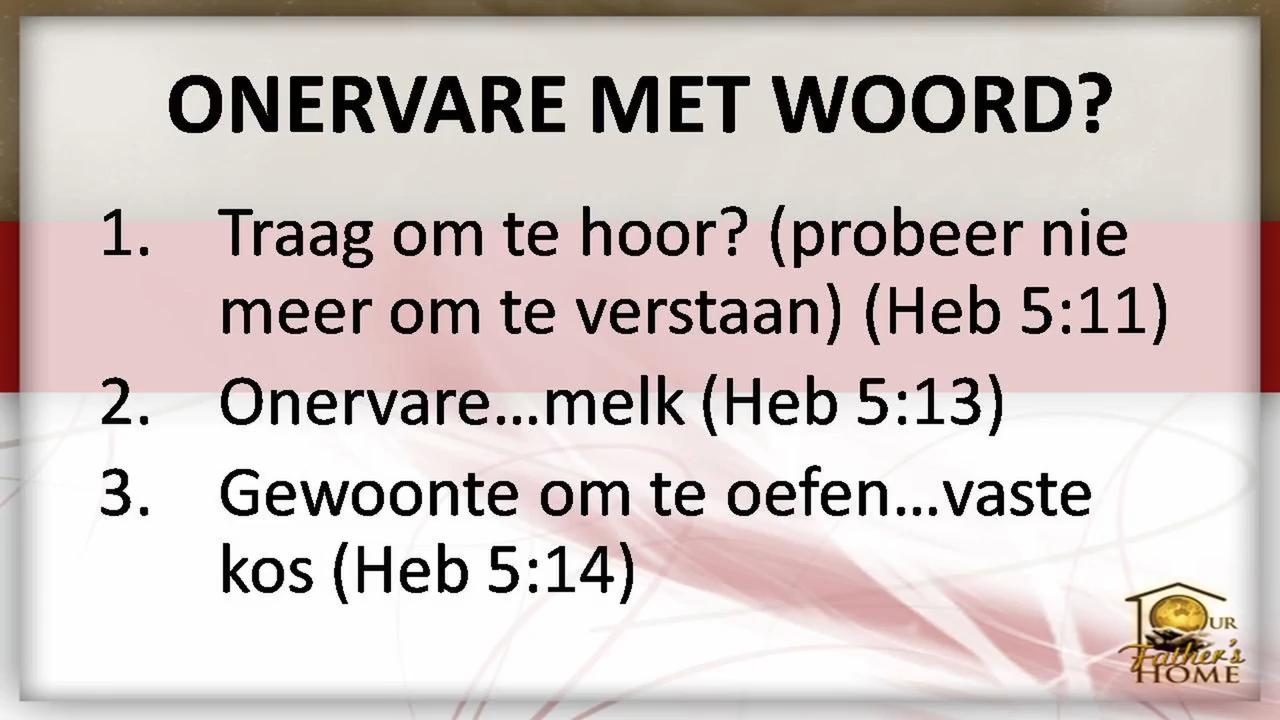 ONERVARE MET WOORD?
1. Traag om te hoor? (probeer nie
meer om te verstaan) (Heb 5:11)
2. Onervare...melk (Heb 5:13)
3. Gewoonte om te oefen...vaste
kos (Heb 5:14)
OUR
Father's
HOME